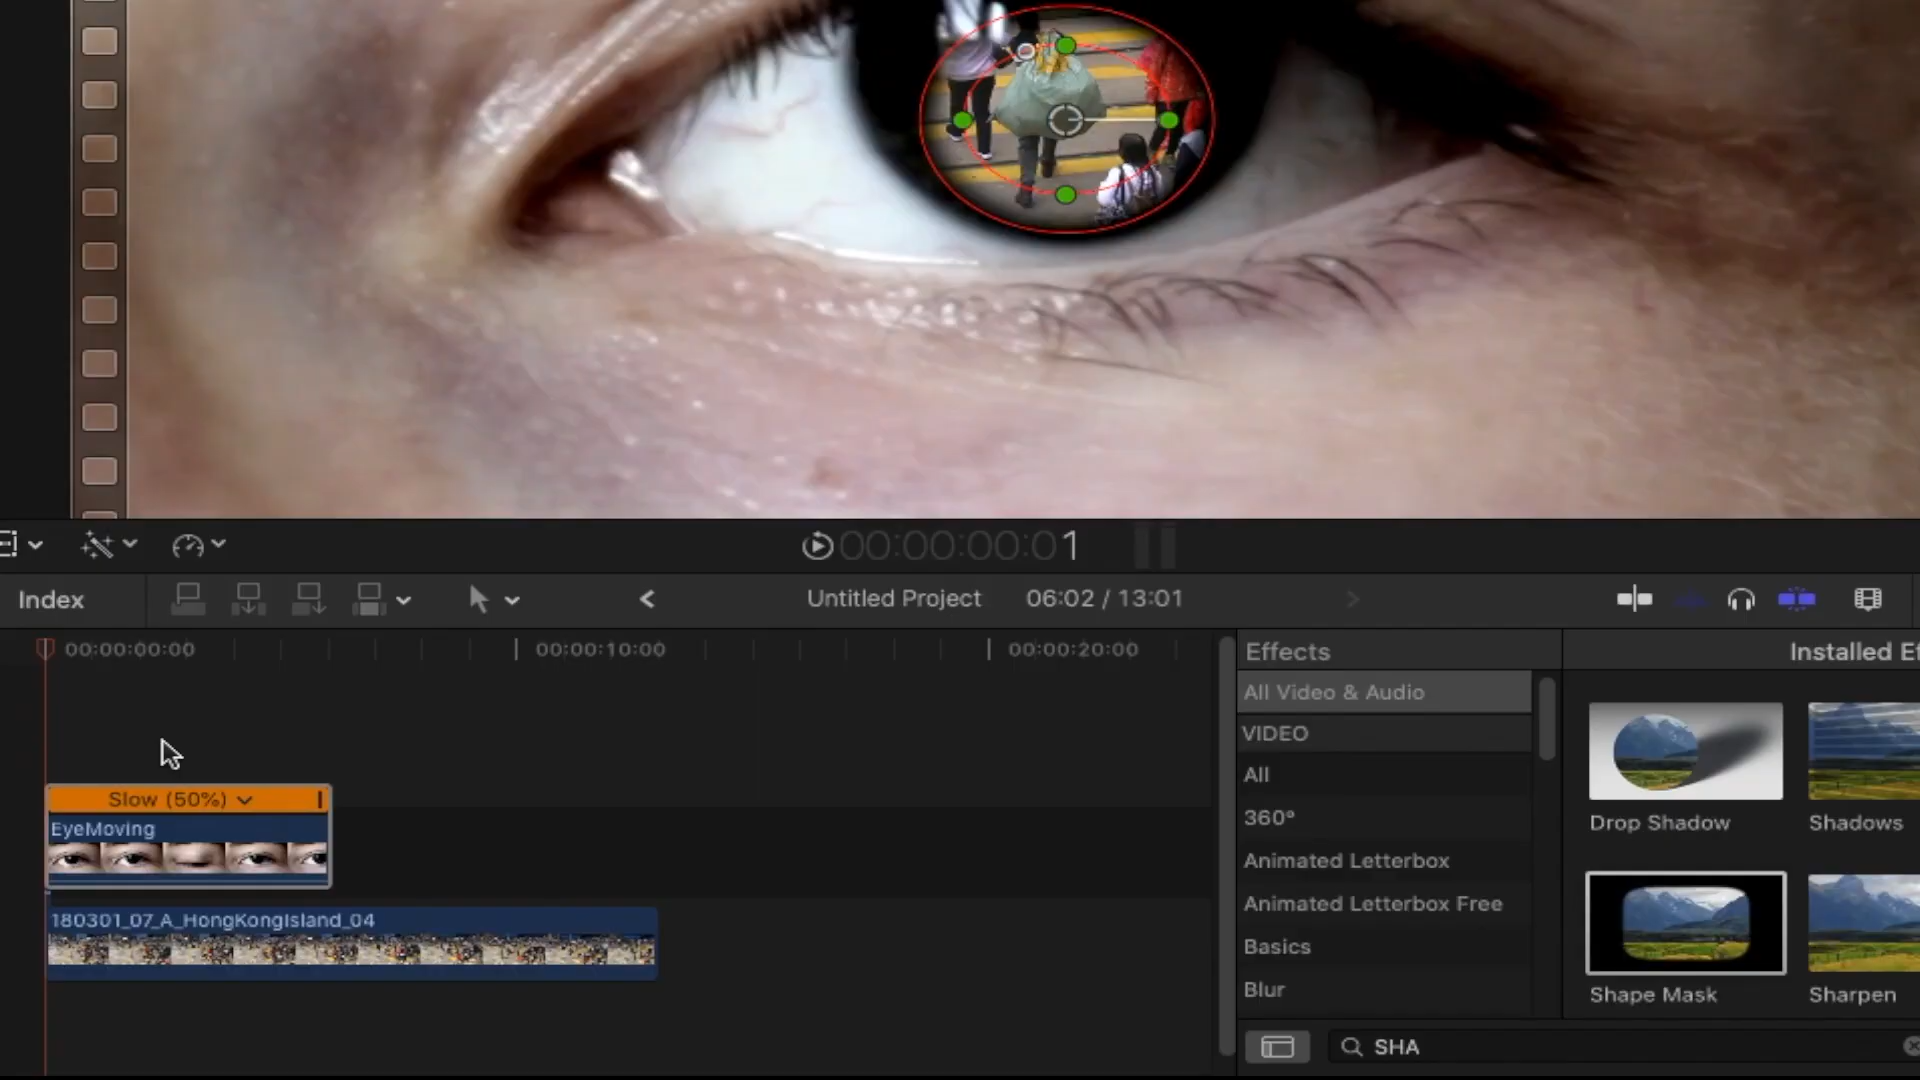 00:00:00:01
Index
Untitled Project 06:02 / 13:01
00:00:00:00
00:00:10:00
00:00:20:00
Slow (50%)
EyeMoving
180301_07_A_HongKongIsland_04
Effects
All Video & Audio
VIDEO
All
360°
Animated Letterbox
Animated Letterbox Free
Basics
Blur
Installed Ef
Drop Shadow
Shadows
Shape Mask
Sharpen
SHA